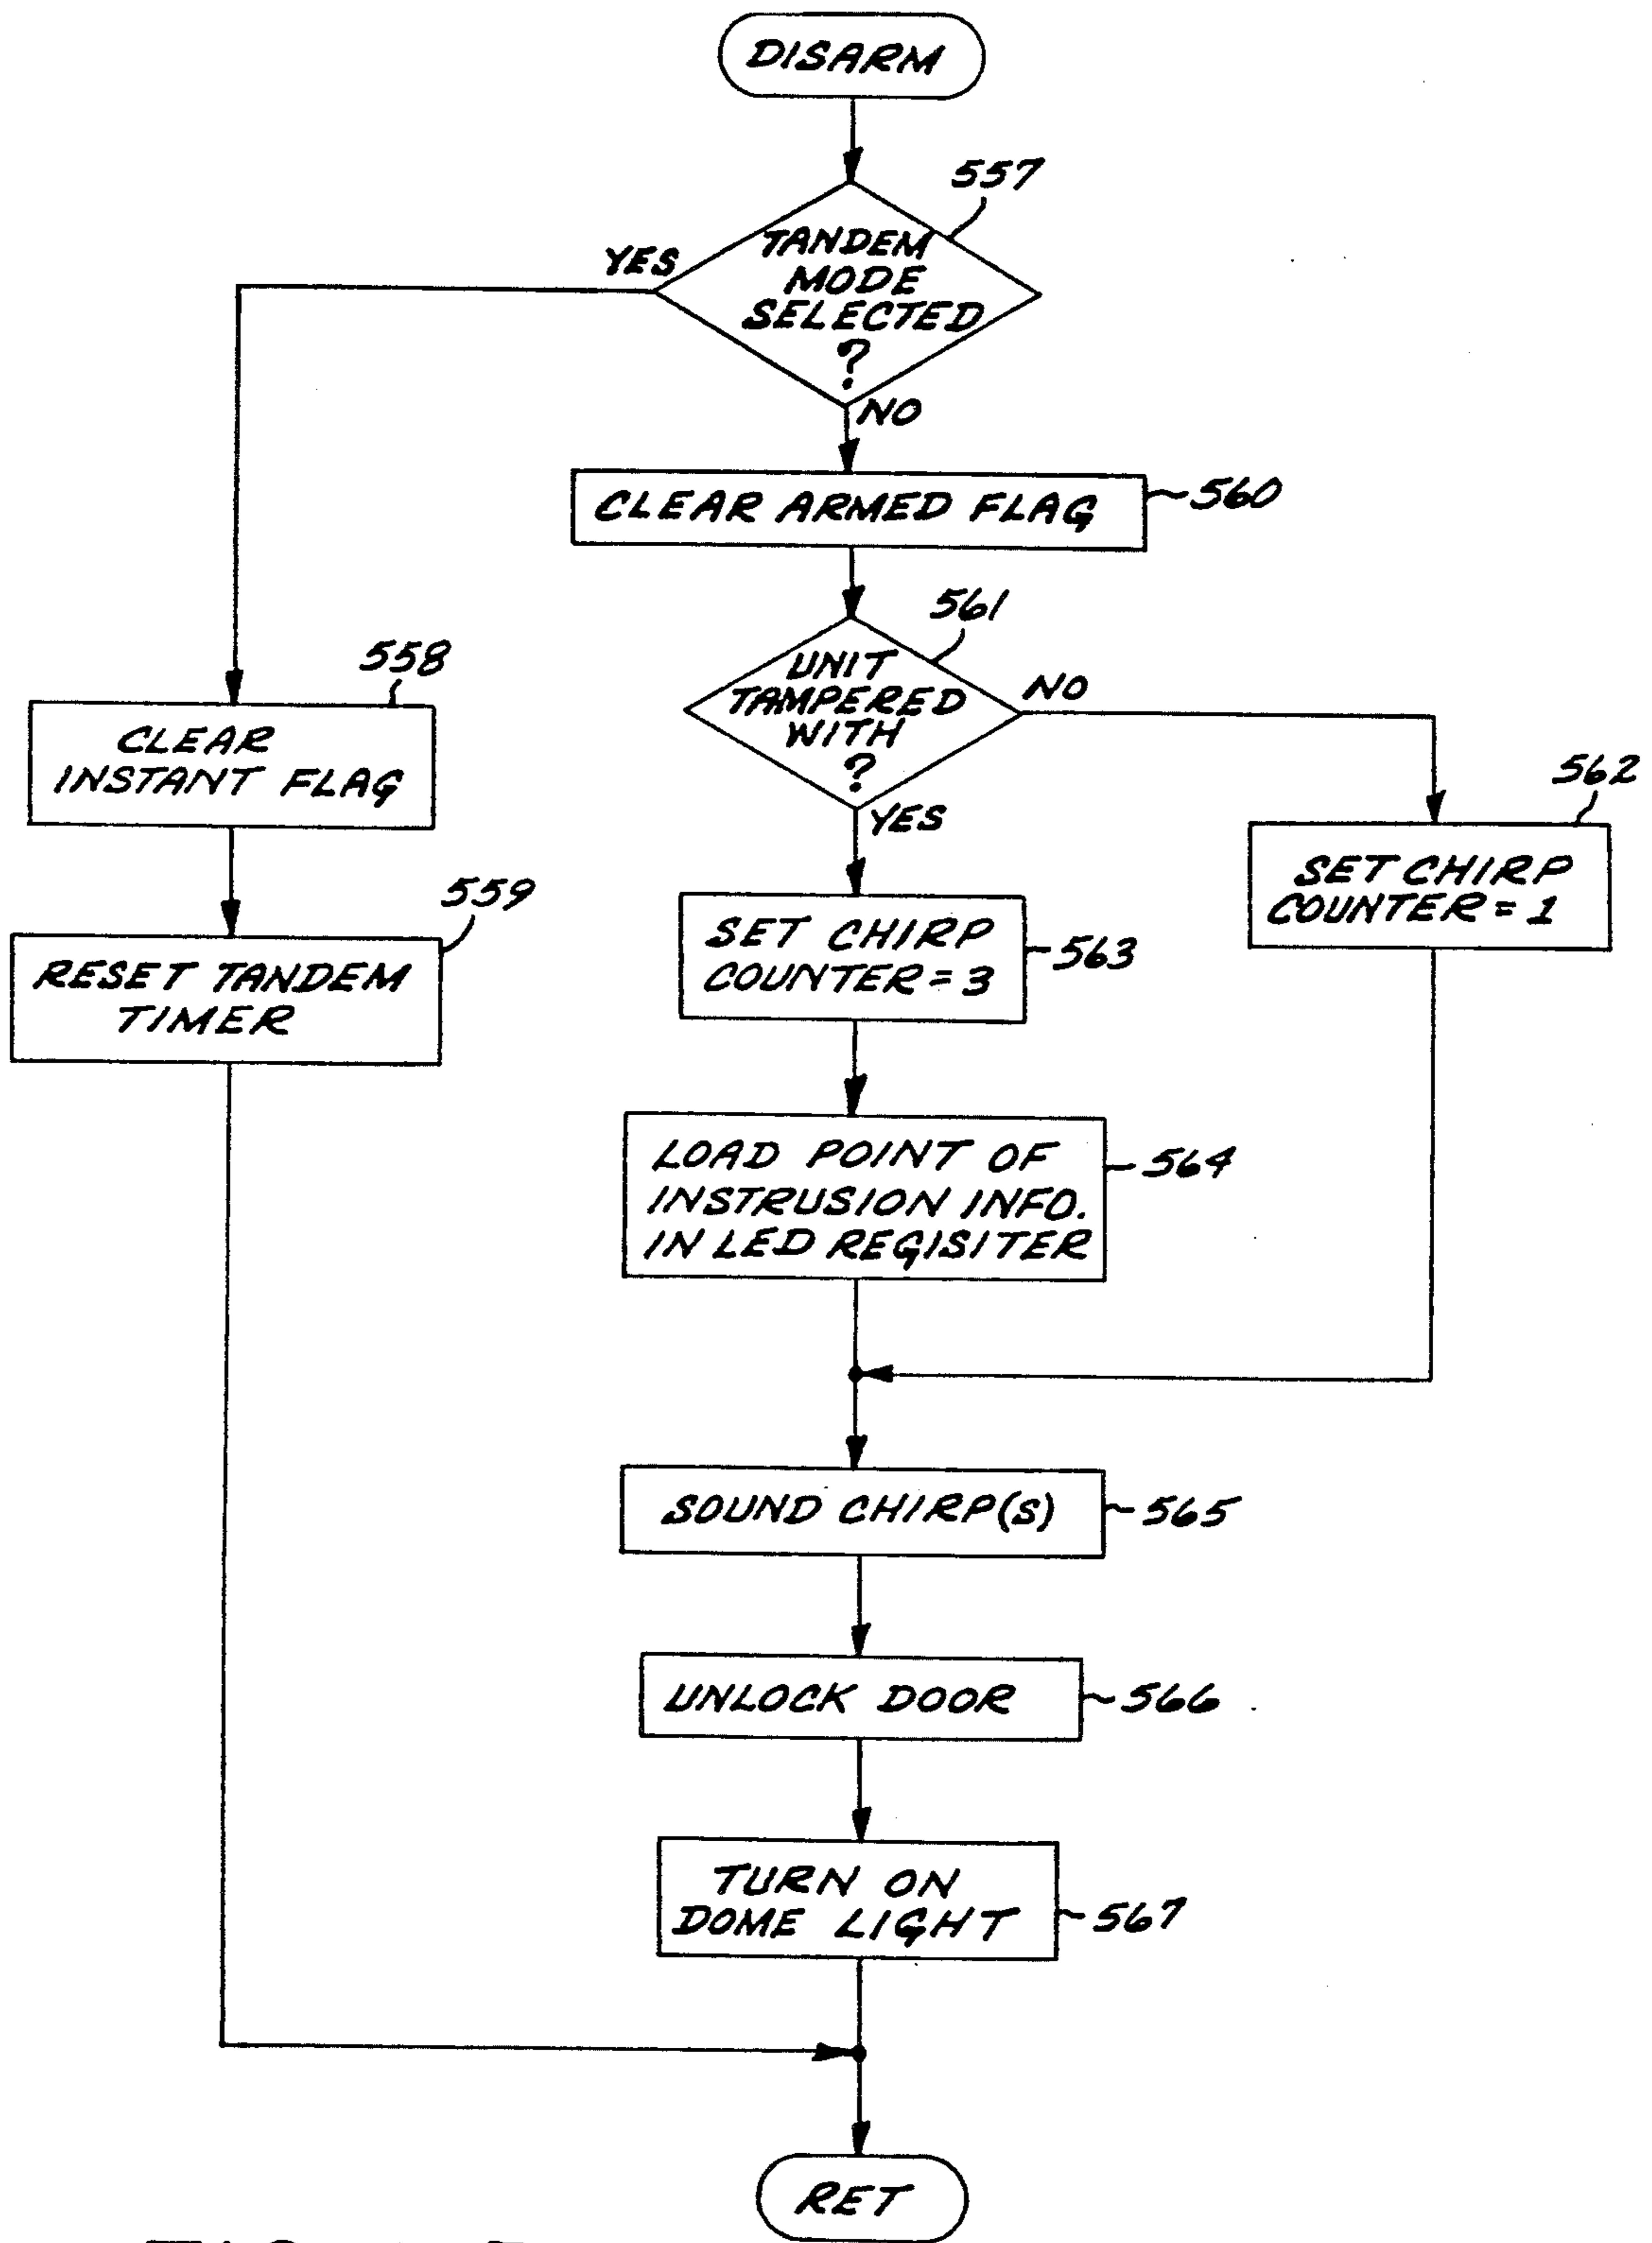 DISARM
557
TANDEM
MODE
SELECTED
?
YES
NO
CLEAR ARMED FLAG
560
561
UNIT
TAMPERED
WITH
?
NO
YES
558
CLEAR
INSTANT FLAG
562
SET CHIRP
COUNTER = 1
559
RESET TANDEM
TIMER
SET CHIRP
COUNTER = 3
563
LOAD POINT OF
INSTRUSION INFO.
IN LED REGISITER
564
SOUND CHIRP(S)
565
UNLOCK DOOR
566
TURN ON
DOME LIGHT
567
RET